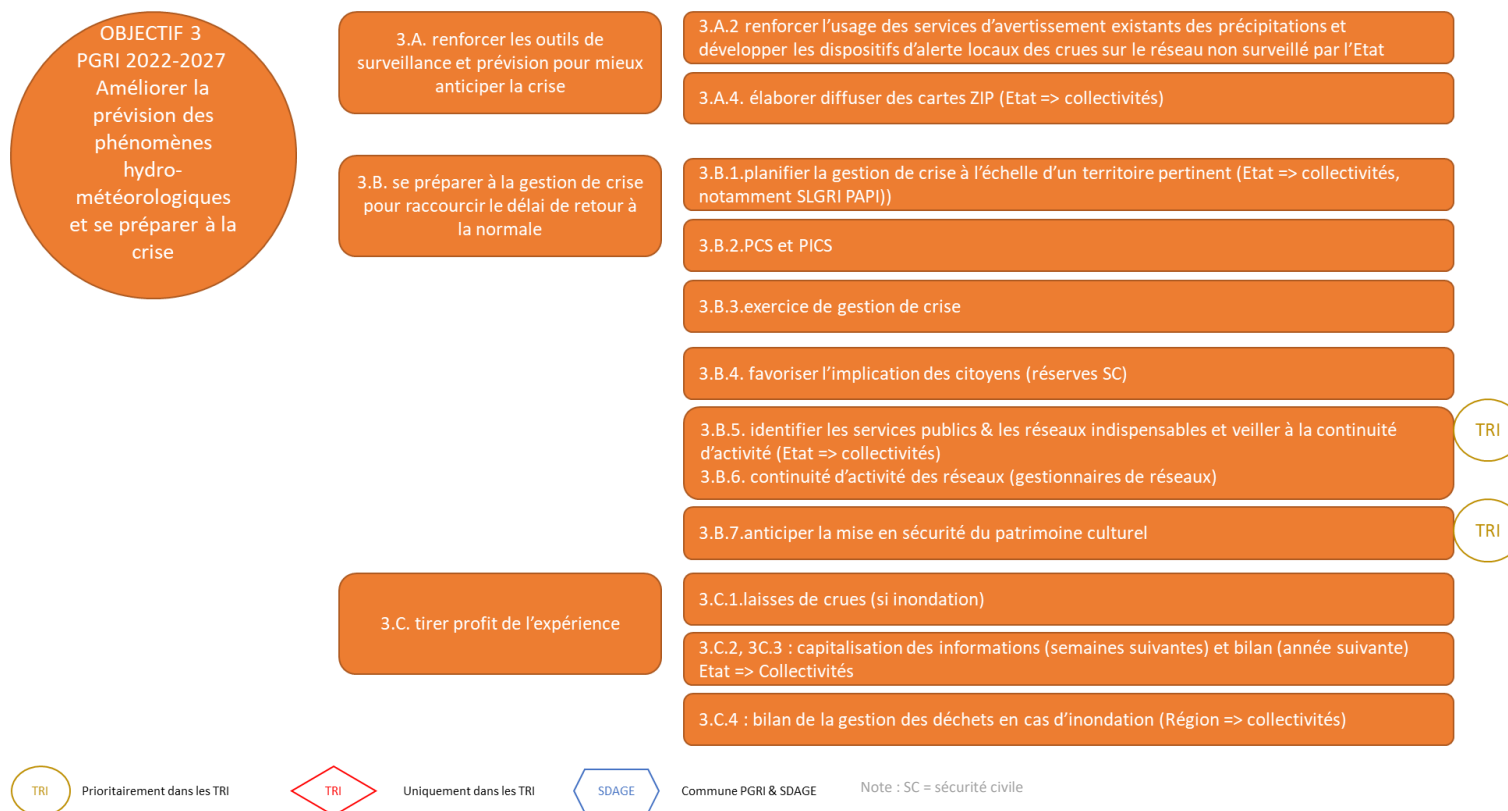 OBJECTIF 3
PGRI 2022-2027
Améliorer la
prévision des
phénomènes
hydro-
météorologiques
et se préparer à la
crise
3.A. renforcer les outils de
surveillance et prévision pour mieux
anticiper la crise
3.A.2 renforcer l’usage des services d’avertissement existants des précipitations et
développer les dispositifs d’alerte locaux des crues sur le réseau non surveillé par l’Etat
3.A.4. élaborer diffuser des cartes ZIP (Etat => collectivités)
3.B. se préparer à la gestion de crise
pour raccourcir le délai de retour à
la normale
3.B.1.planifier la gestion de crise à l’échelle d’un territoire pertinent (Etat => collectivités,
notamment SLGRI PAPI))
3.B.2.PCS et PICS
3.B.3.exercice de gestion de crise
3.B.4. favoriser l’implication des citoyens (réserves SC)
3.B.5. identifier les services publics & les réseaux indispensables et veiller à la continuité
d’activité (Etat => collectivités)
3.B.6. continuité d’activité des réseaux (gestionnaires de réseaux)
TRI
3.B.7.anticiper la mise en sécurité du patrimoine culturel
TRI
3.C. tirer profit de l’expérience
3.C.1.laisses de crues (si inondation)
3.C.2, 3C.3 : capitalisation des informations (semaines suivantes) et bilan (année suivante)
Etat => Collectivités
3.C.4 : bilan de la gestion des déchets en cas d’inondation (Région => collectivités)
TRI Prioritairement dans les TRI TRI Uniquement dans les TRI SDAGE Commune PGRI & SDAGE Note : SC = sécurité civile